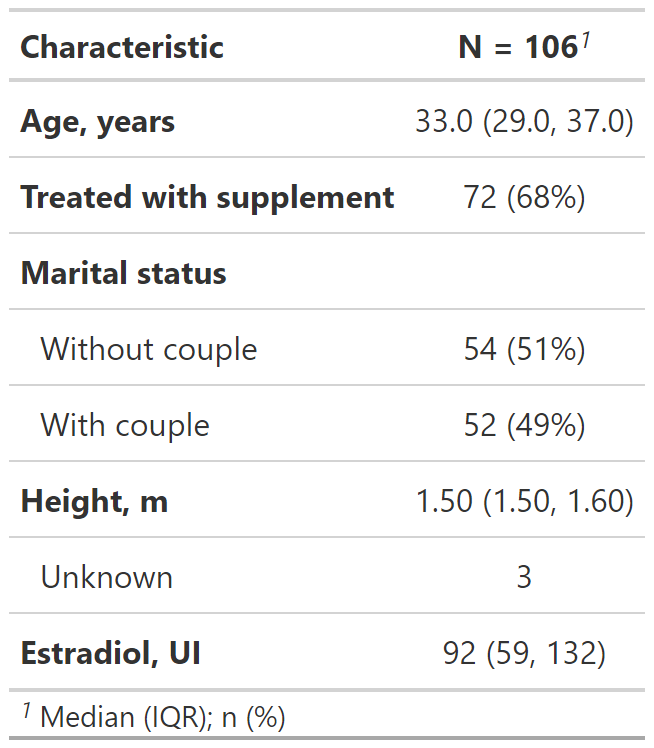 Characteristic N = 106¹
Age, years 33.0 (29.0, 37.0)
Treated with supplement 72 (68%)
Marital status
Without couple 54 (51%)
With couple 52 (49%)
Height, m 1.50 (1.50, 1.60)
Unknown 3
Estradiol, UI 92 (59, 132)
¹ Median (IQR); n (%)